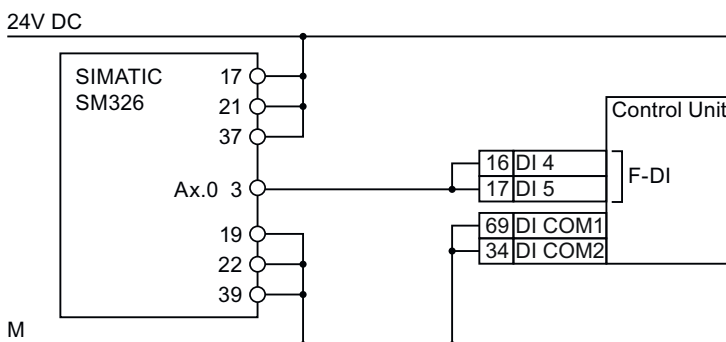 24V DC
SIMATIC
SM326
17
21
37
Ax.0 3
19
22
39
M
Control Unit
16 DI 4
17 DI 5
F-DI
69 DI COM1
34 DI COM2